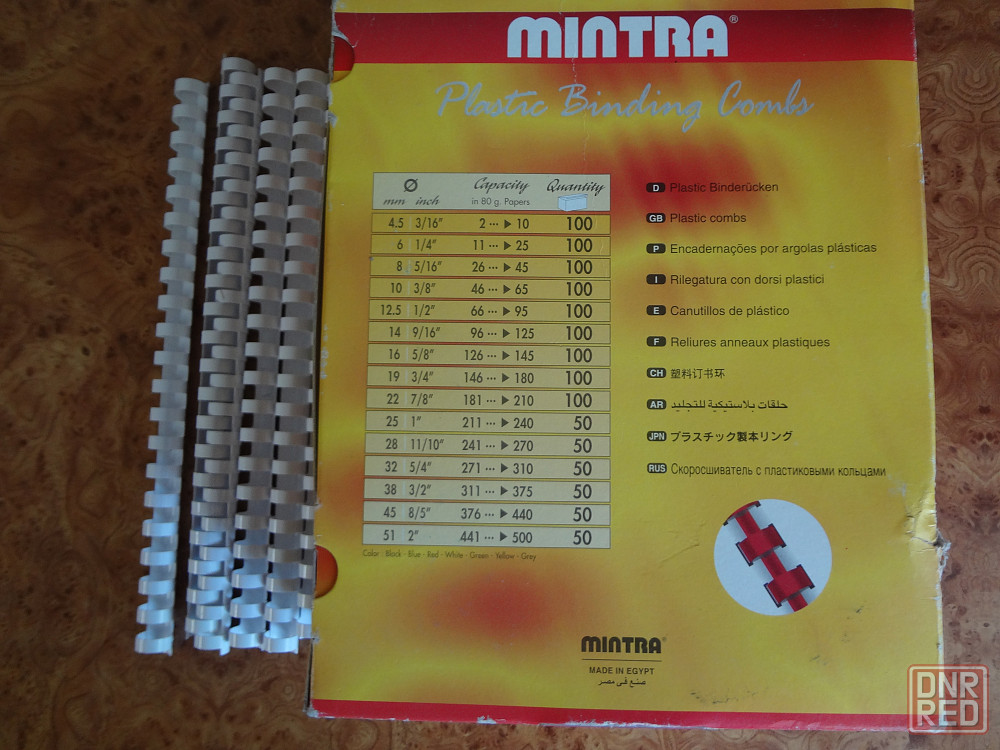 MINTRA®
Plastic Binding Combs
Ø Capacity Quantity
mm inch in 80 g. Papers
4.5 3/16" 2 ··· ► 10 100
6 1/4" 11 ··· ► 25 100
8 5/16" 26 ··· ► 45 100
10 3/8" 46 ··· ► 65 100
12.5 1/2" 66 ··· ► 95 100
14 9/16" 96 ··· ► 125 100
16 5/8" 126 ··· ► 145 100
19 3/4" 146 ··· ► 180 100
22 7/8" 181 ··· ► 210 100
25 1" 211 ··· ► 240 50
28 11/10" 241 ··· ► 270 50
32 5/4" 271 ··· ► 310 50
38 3/2" 311 ··· ► 375 50
45 8/5" 376 ··· ► 440 50
51 2" 441 ··· ► 500 50
Color : Black - Blue - Red - White - Green - Yellow - Grey
D Plastic Binderücken
GB Plastic combs
P Encadernações por argolas plásticas
I Rilegatura con dorsi plastici
E Canutillos de plástico
F Reliures anneaux plastiques
CH 塑料订书环
AR حلقات بلاستيكية للتجليد
JPN プラスチック製本リング
RUS Скоросшиватель с пластиковыми кольцами
MINTRA®
MADE IN EGYPT
صنع فى مصر
DNR
RED